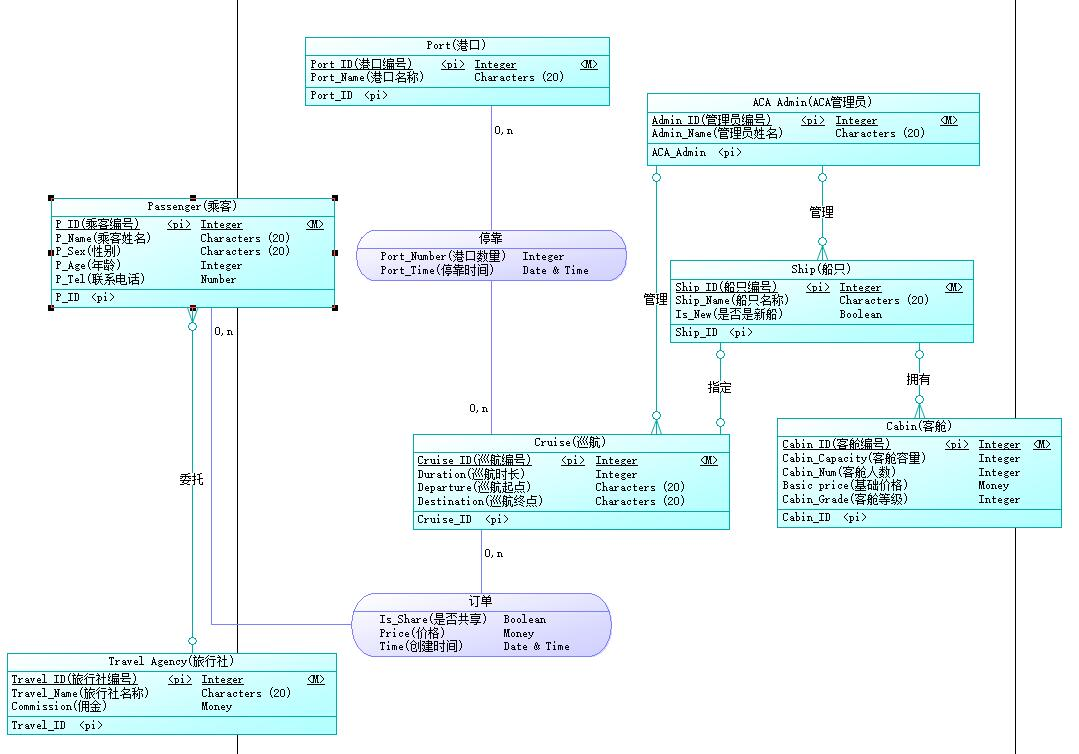 Port(港口)
Port_ID(港口编号) <pi> Integer <M>
Port_Name(港口名称) Characters (20)
Port_ID <pi>
0,n
ACA Admin(ACA管理员)
Admin_ID(管理员编号) <pi> Integer <M>
Admin_Name(管理员姓名) Characters (20)
ACA_Admin <pi>
管理
Passenger(乘客)
P_ID(乘客编号) <pi> Integer <M>
P_Name(乘客姓名) Characters (20)
P_Sex(性别) Characters (20)
P_Age(年龄) Integer
P_Tel(联系电话) Number
P_ID <pi>
0,n
停靠
Port_Number(港口数量) Integer
Port_Time(停靠时间) Date & Time
管理
Ship(船只)
Ship_ID(船只编号) <pi> Integer <M>
Ship_Name(船只名称) Characters (20)
Is_New(是否是新船) Boolean
Ship_ID <pi>
指定
拥有
0,n
Cruise(巡航)
Cruise_ID(巡航编号) <pi> Integer <M>
Duration(巡航时长) Integer
Departure(巡航起点) Characters (20)
Destination(巡航终点) Characters (20)
Cruise_ID <pi>
0,n
Cabin(客舱)
Cabin_ID(客舱编号) <pi> Integer <M>
Cabin_Capacity(客舱容量) Integer
Cabin_Num(客舱人数) Integer
Basic price(基础价格) Money
Cabin_Grade(客舱等级) Integer
Cabin_ID <pi>
委托
订单
Is_Share(是否共享) Boolean
Price(价格) Money
Time(创建时间) Date & Time
Travel Agency(旅行社)
Travel_ID(旅行社编号) <pi> Integer <M>
Travel_Name(旅行社名称) Characters (20)
Commission(佣金) Money
Travel_ID <pi>